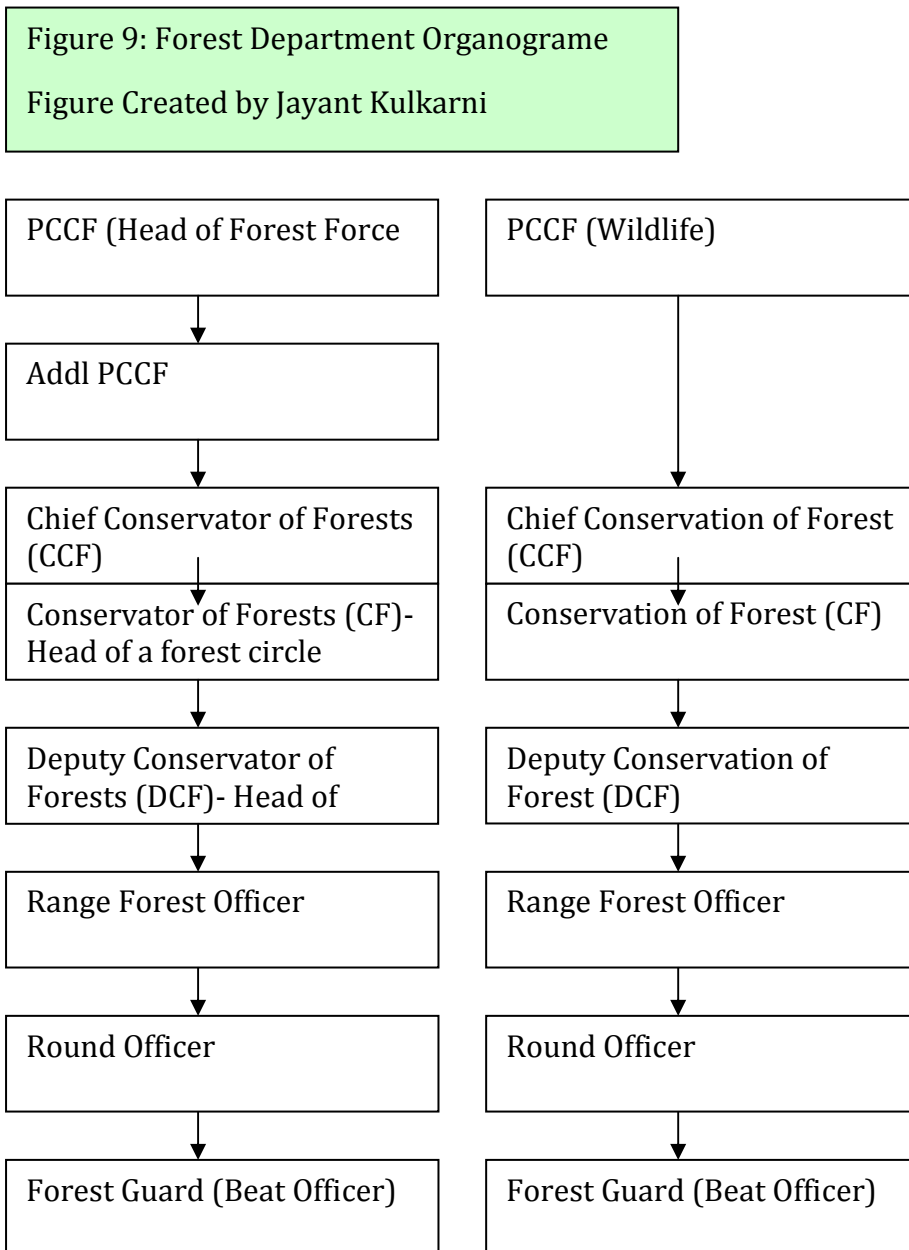 Figure 9: Forest Department Organograme
Figure Created by Jayant Kulkarni
PCCF (Head of Forest Force
Addl PCCF
Chief Conservator of Forests
(CCF)
Conservator of Forests (CF)-
Head of a forest circle
Deputy Conservator of
Forests (DCF)- Head of
Range Forest Officer
Round Officer
Forest Guard (Beat Officer)
PCCF (Wildlife)
Chief Conservation of Forest
(CCF)
Conservation of Forest (CF)
Deputy Conservation of
Forest (DCF)
Range Forest Officer
Round Officer
Forest Guard (Beat Officer)